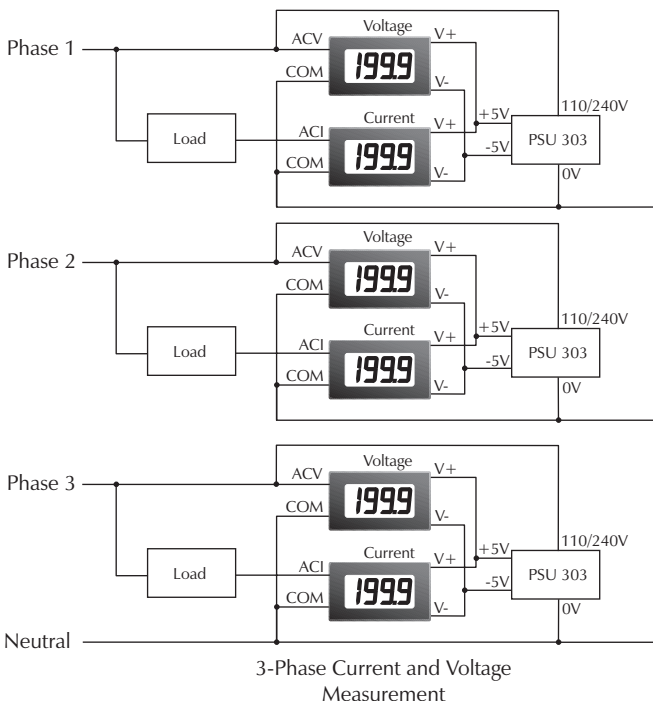 Voltage
Phase 1
ACV
V+
199.9
COM
V-
110/240V
Current
+5V
Load
ACI
V+
199.9
PSU 303
-5V
COM
V-
0V
Voltage
Phase 2
ACV
V+
199.9
COM
V-
110/240V
Current
+5V
Load
ACI
V+
199.9
PSU 303
-5V
COM
V-
0V
Voltage
Phase 3
ACV
V+
199.9
COM
V-
110/240V
Current
+5V
Load
ACI
V+
199.9
PSU 303
-5V
COM
V-
0V
Neutral
3-Phase Current and Voltage
Measurement